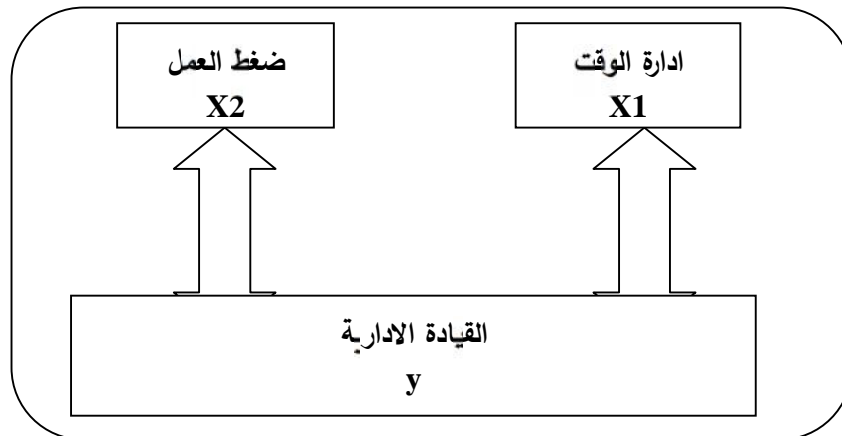 ادارة الوقت
X1
ضغط العمل
X2
القيادة الادارية
y